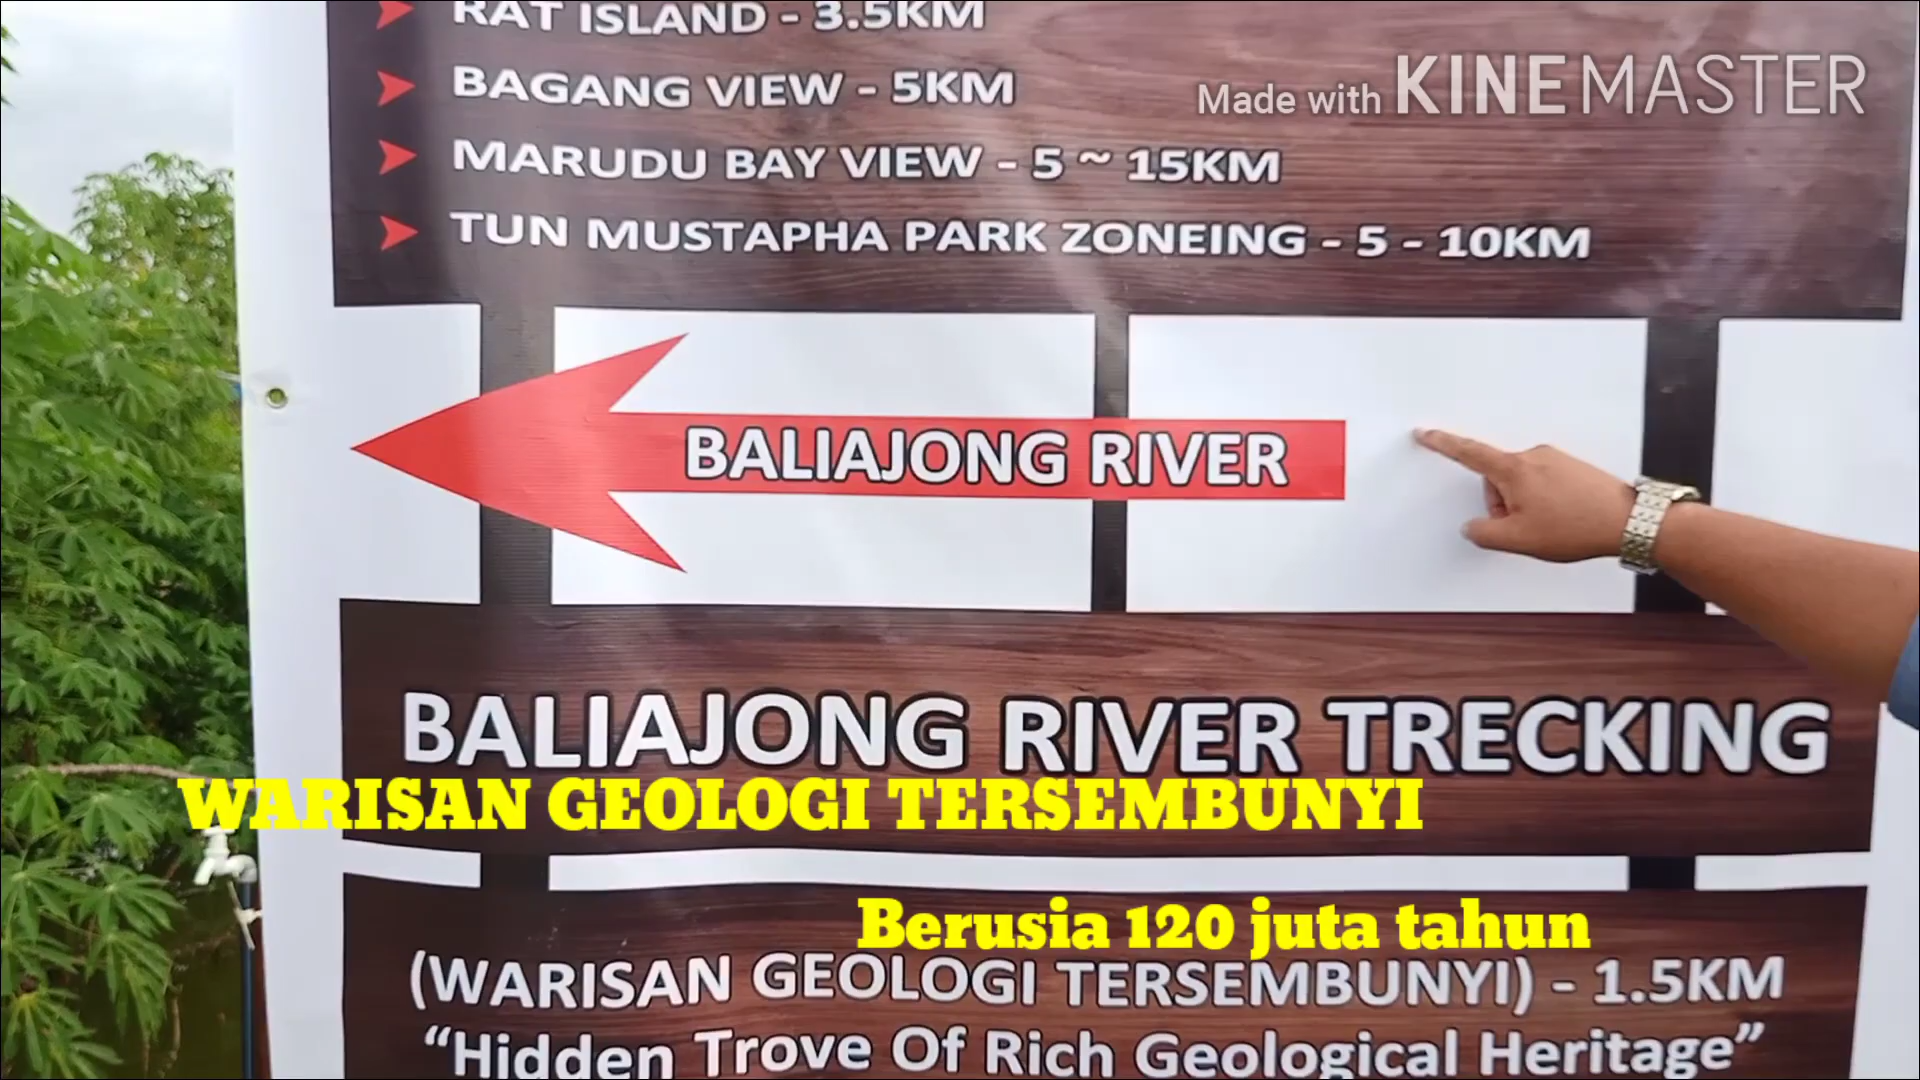 RAT ISLAND - 3.5KM
Made with KINEMASTER
BAGANG VIEW - 5KM
MARUDU BAY VIEW - 5 ~ 15KM
TUN MUSTAPHA PARK ZONEING - 5 - 10KM
BALIAJONG RIVER
BALIAJONG RIVER TRECKING
WARISAN GEOLOGI TERSEMBUNYI
Berusia 120 juta tahun
(WARISAN GEOLOGI TERSEMBUNYI) - 1.5KM
“Hidden Trove Of Rich Geological Heritage”